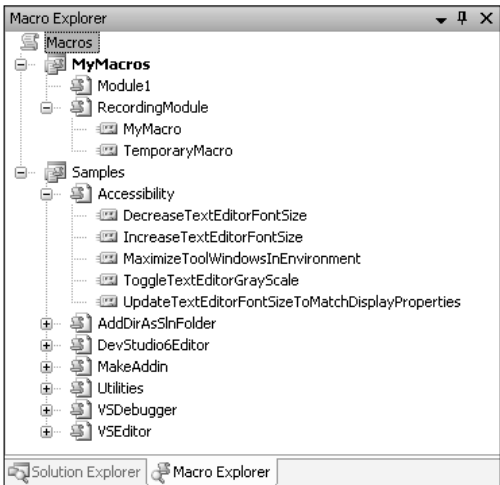 Macro Explorer
Macros
MyMacros
Module1
RecordingModule
MyMacro
TemporaryMacro
Samples
Accessibility
DecreaseTextEditorFontSize
IncreaseTextEditorFontSize
MaximizeToolWindowsInEnvironment
ToggleTextEditorGrayScale
UpdateTextEditorFontSizeToMatchDisplayProperties
AddDirAsSlnFolder
DevStudio6Editor
MakeAddin
Utilities
VSDebugger
VSEditor
Solution Explorer Macro Explorer